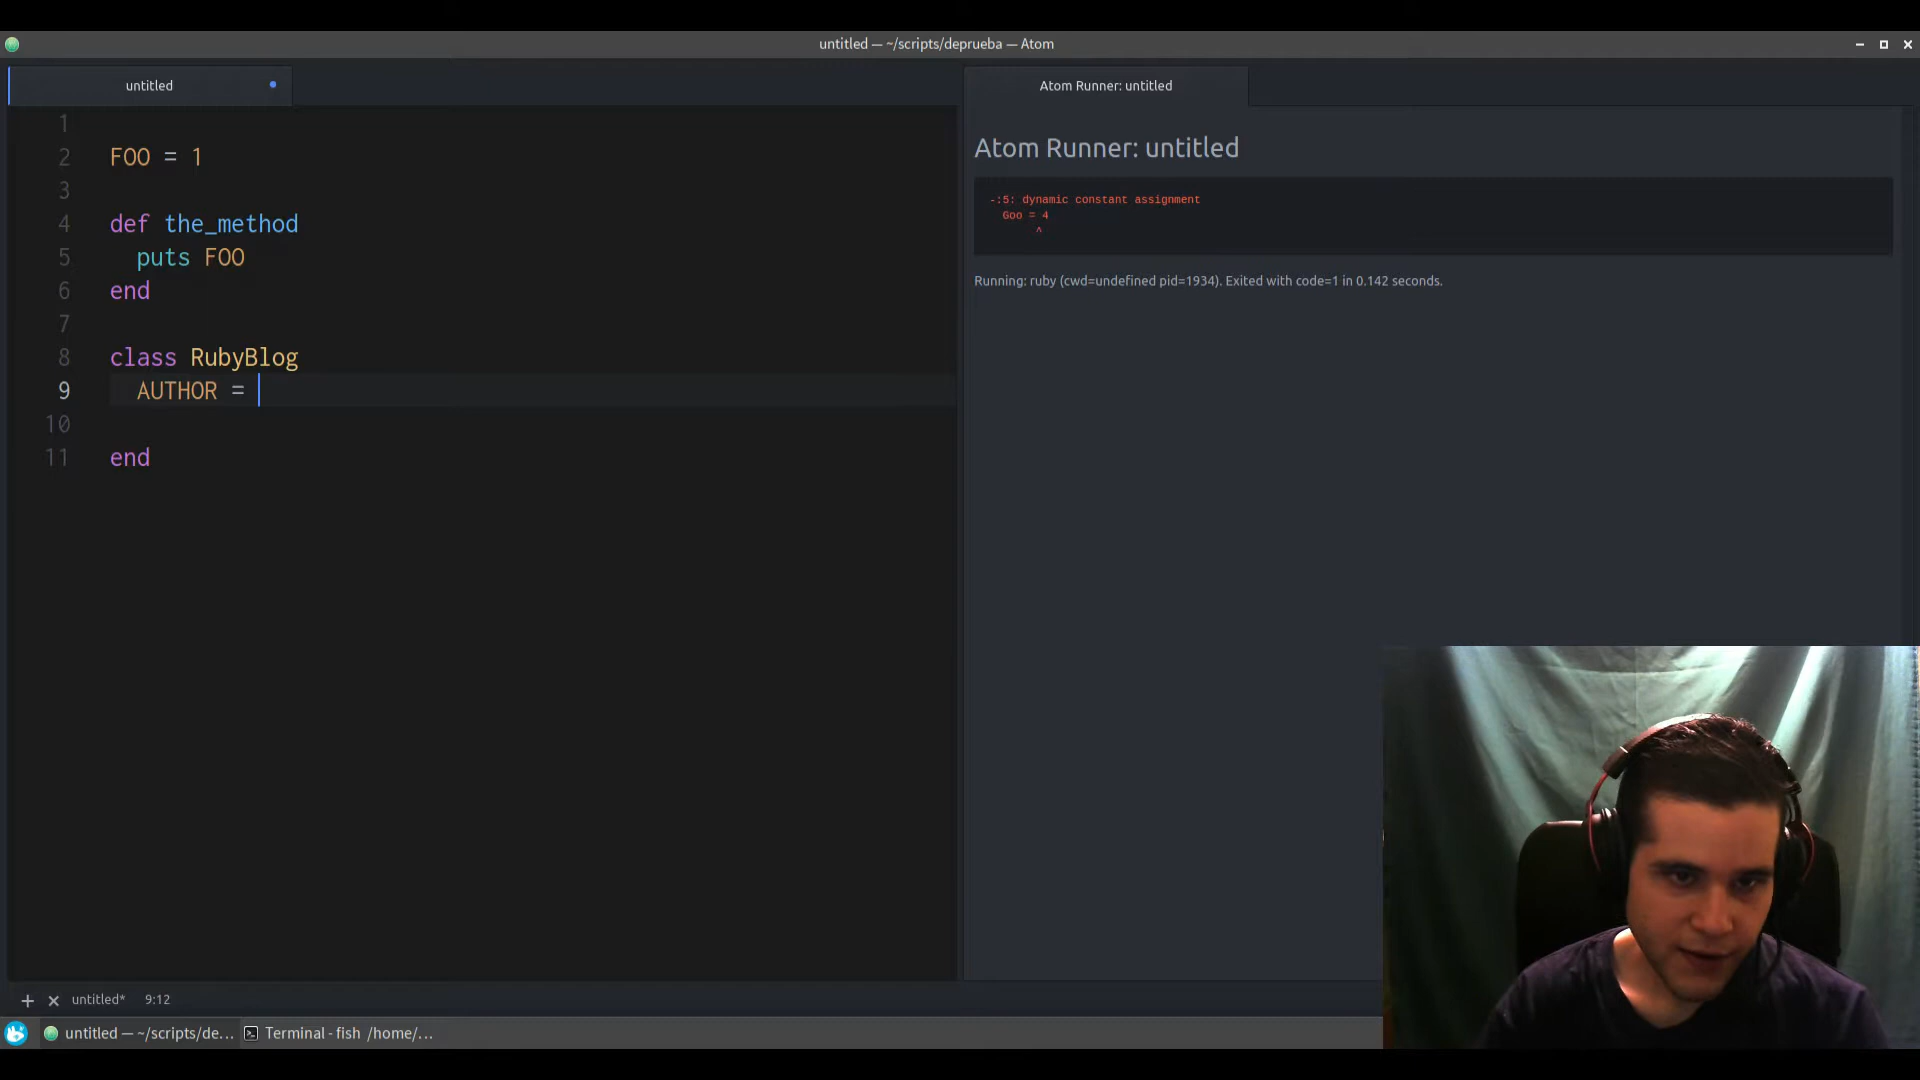 untitled — ~/scripts/deprueba — Atom
untitled
Atom Runner: untitled
1
2 FOO = 1
3
4 def the_method
5 puts FOO
6 end
7
8 class RubyBlog
9 AUTHOR =
10
11 end
Atom Runner: untitled
-:5: dynamic constant assignment
Goo = 4
^
Running: ruby (cwd=undefined pid=1934). Exited with code=1 in 0.142 seconds.
untitled* 9:12
untitled — ~/scripts/de...
Terminal - fish /home/...